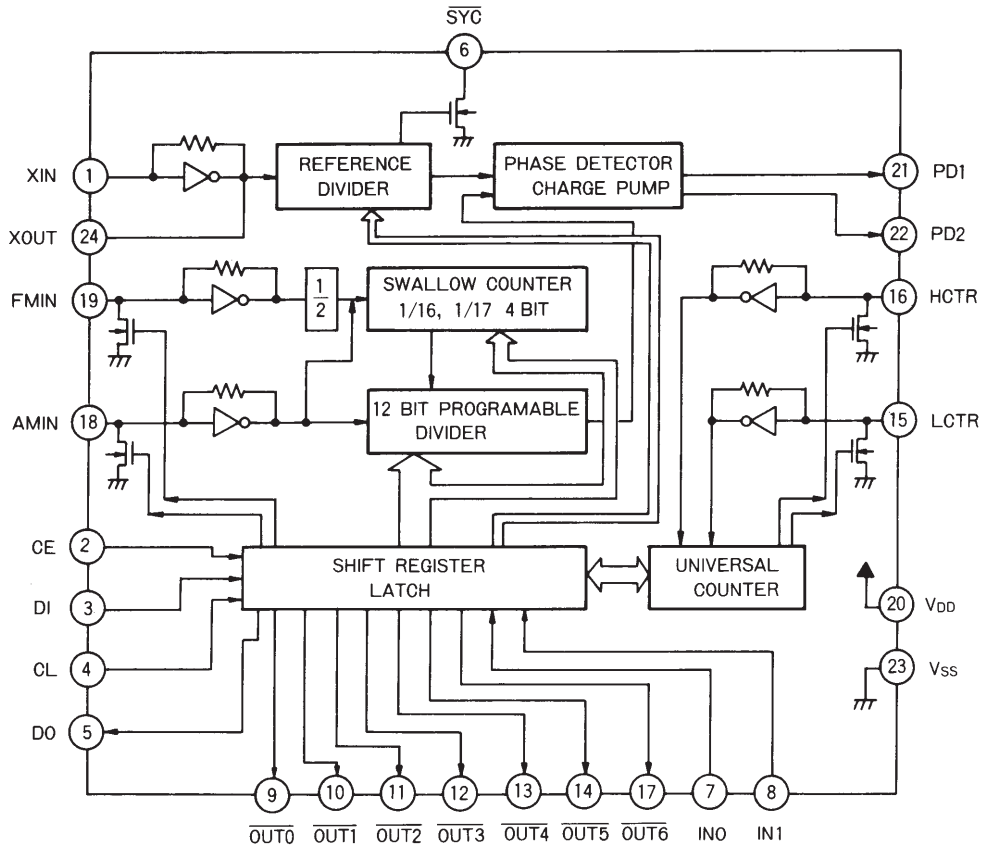 SYC
6
XIN
1
REFERENCE
DIVIDER
PHASE DETECTOR
CHARGE PUMP
21
PD1
XOUT
24
22
PD2
FMIN
19
1
2
SWALLOW COUNTER
1/16, 1/17 4 BIT
16
HCTR
AMIN
18
12 BIT PROGRAMABLE
DIVIDER
15
LCTR
CE
2
SHIFT REGISTER
LATCH
UNIVERSAL
COUNTER
DI
3
20
VDD
CL
4
23
VSS
DO
5
9
10
11
12
13
14
17
7
8
OUT0
OUT1
OUT2
OUT3
OUT4
OUT5
OUT6
IN0
IN1